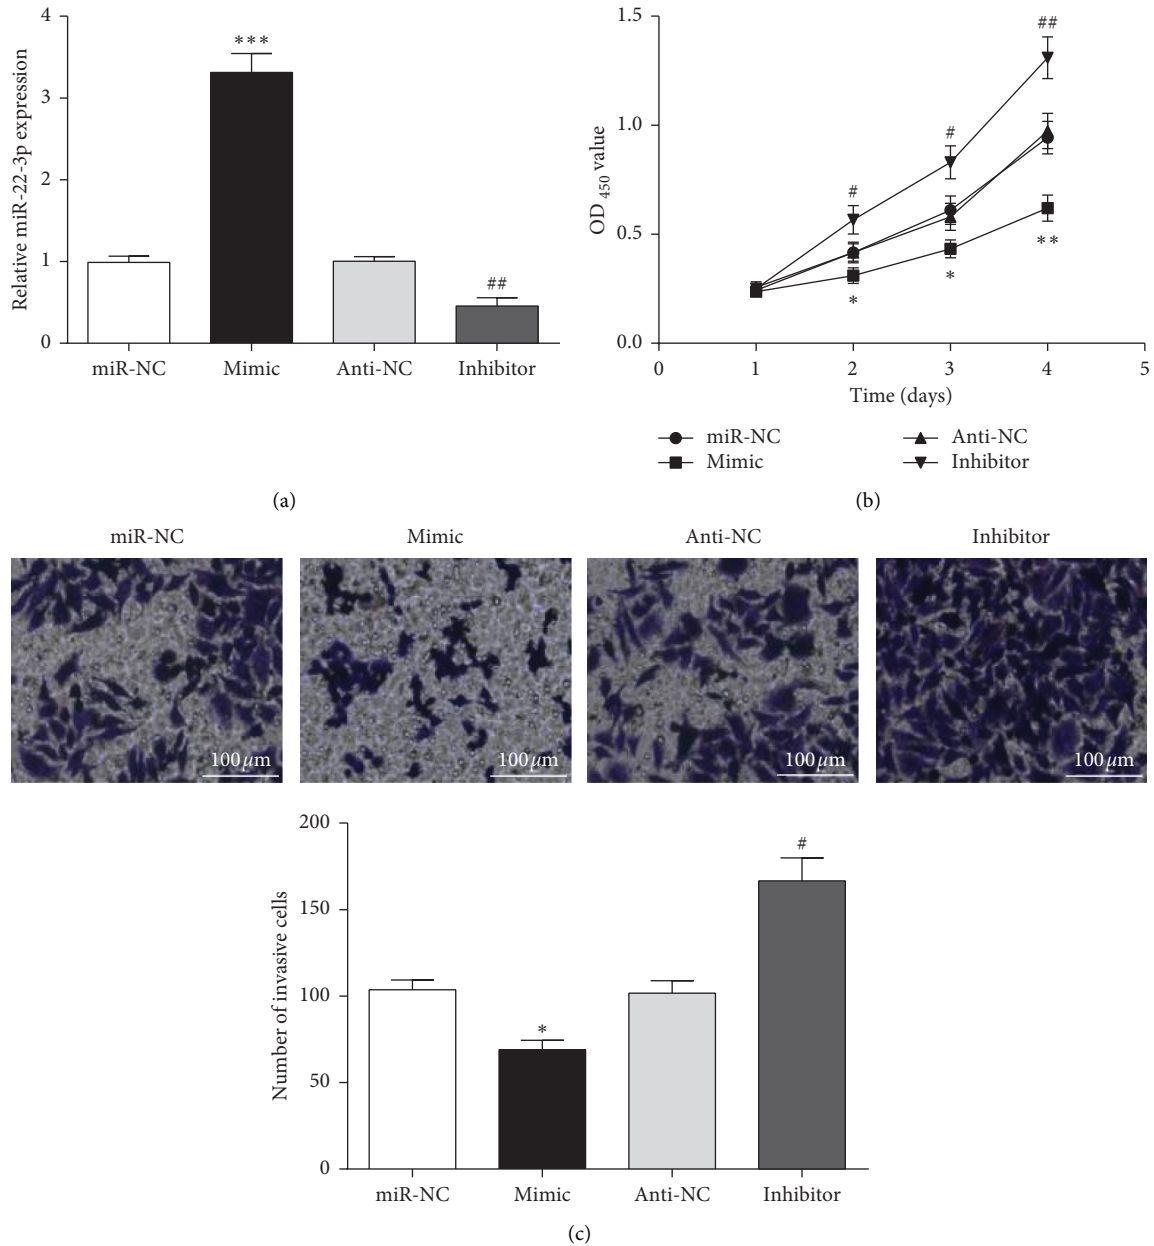 4
3
2
1
0
Relative miR-22-3p expression
***
##
miR-NC
Mimic
Anti-NC
Inhibitor
(a)
1.5
1.0
0.5
0.0
OD 450 value
#
#
##
*
*
**
0
1
2
3
4
5
Time (days)
miR-NC
Mimic
Anti-NC
Inhibitor
(b)
miR-NC
Mimic
Anti-NC
Inhibitor
100 μm
100 μm
100 μm
100 μm
200
150
100
50
0
Number of invasive cells
*
#
miR-NC
Mimic
Anti-NC
Inhibitor
(c)